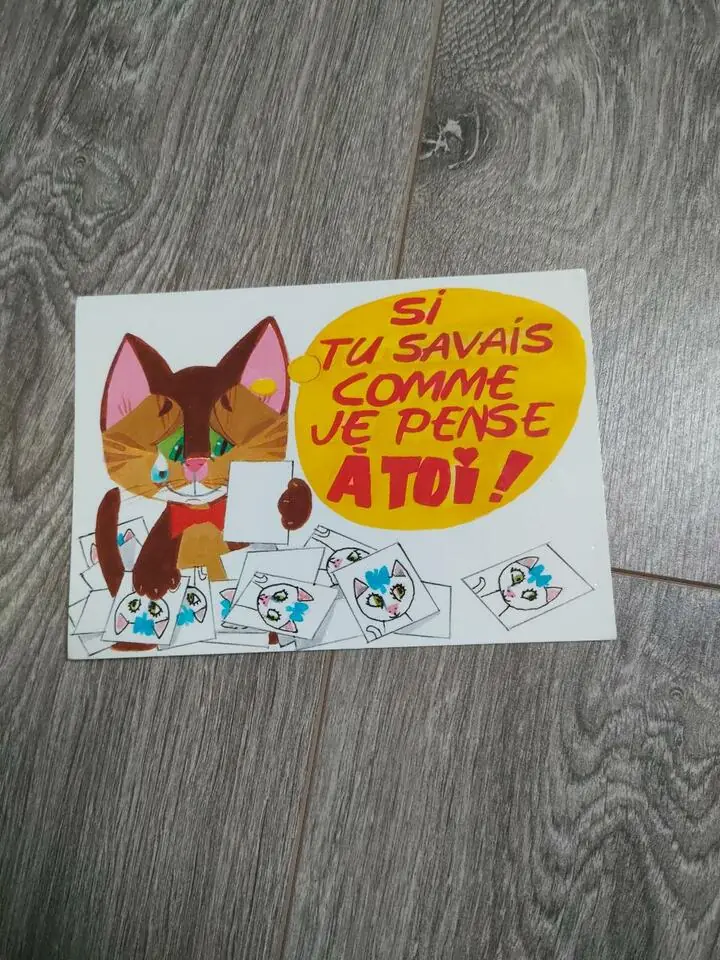 Si
TU SAVAIS
COMME
JE PENSE
À TOI !